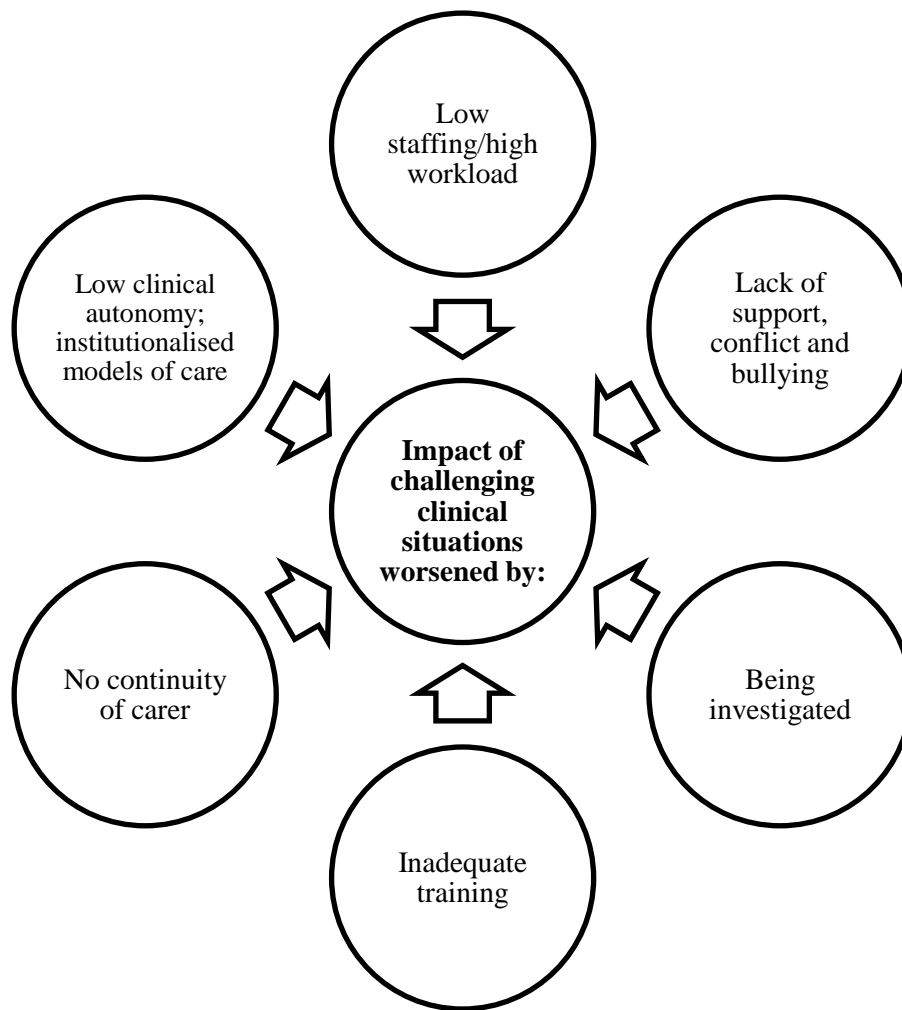 Low
staffing/high
workload
Low clinical
autonomy;
institutionalised
models of care
Lack of
support,
conflict and
bullying
Impact of
challenging
clinical
situations
worsened by:
No continuity
of carer
Being
investigated
Inadequate
training